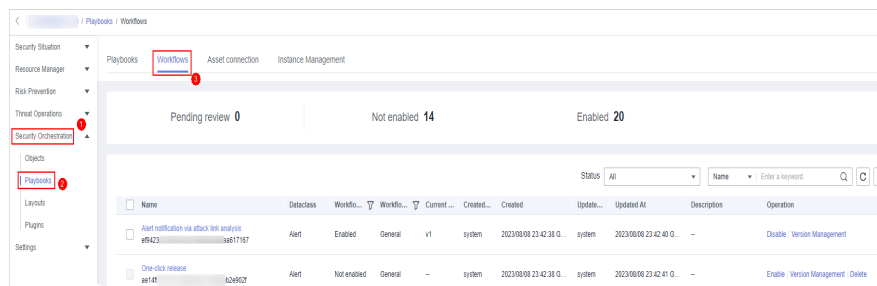 / Playbooks / Workflows
Security Situation
Resource Manager
Risk Prevention
Threat Operations
1
Security Orchestration
Objects
Playbooks 2
Layouts
Plugins
Settings
Playbooks Workflows Asset connection Instance Management
3
Pending review 0 Not enabled 14 Enabled 20
Status All Name Enter a keyword.
Name Dataclass Workflo... Workflo... Current ... Created... Created Update... Updated At Description Operation
Alert notification via attack link analysis
ef9423 aa617167
Alert Enabled General v1 system 2023/08/08 23:42:38 G... system 2023/08/08 23:42:40 G... -- Disable Version Management
One-click release
ae14f b2e902f
Alert Not enabled General -- system 2023/08/08 23:42:38 G... system 2023/08/08 23:42:41 G... -- Enable Version Management Delete